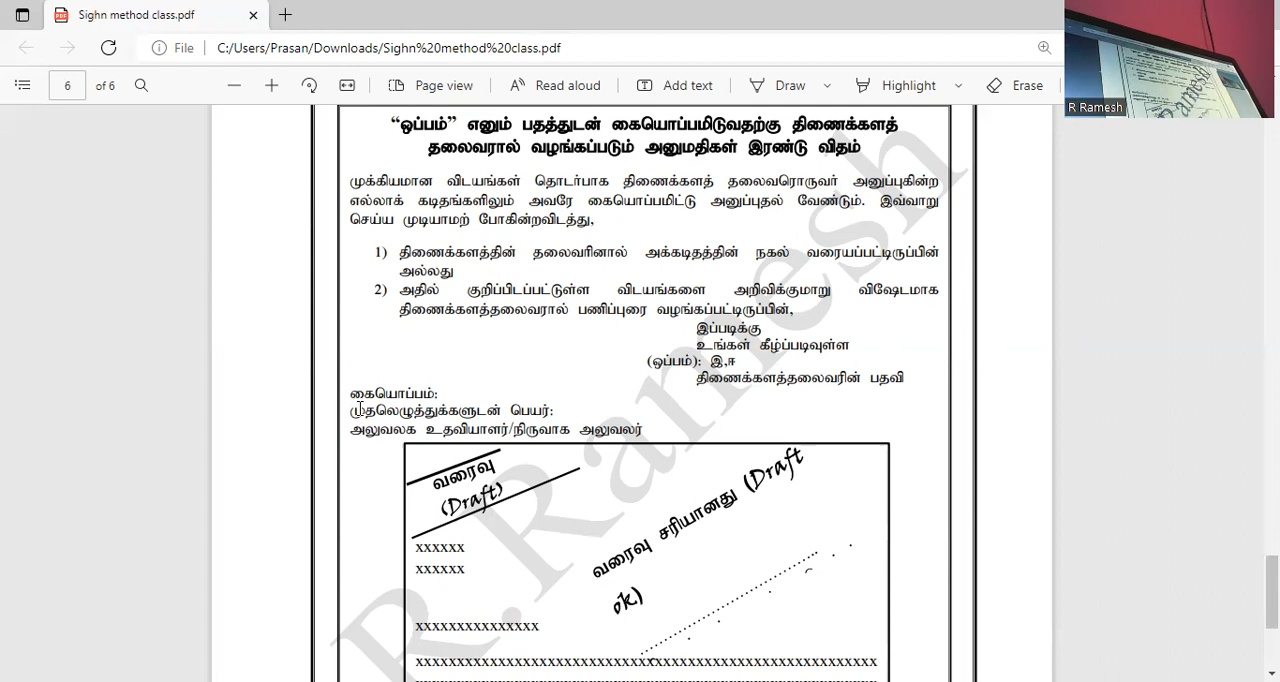 Sighn method class.pdf
File C:/Users/Prasan/Downloads/Sighn%20method%20class.pdf
6 of 6 Page view Read aloud Add text Draw Highlight Erase
R Ramesh
“ஒப்பம்” எனும் பதத்துடன் கையொப்பமிடுவதற்கு திணைக்களத்
தலைவரால் வழங்கப்படும் அனுமதிகள் இரண்டு விதம்
முக்கியமான விடயங்கள் தொடர்பாக திணைக்களத் தலைவரொருவர் அனுப்புகின்ற
எல்லாக் கடிதங்களிலும் அவரே கையொப்பமிட்டு அனுப்புதல் வேண்டும். இவ்வாறு
செய்ய முடியாமற் போகின்றவிடத்து,
1) திணைக்களத்தின் தலைவரினால் அக்கடிதத்தின் நகல் வரையப்பட்டிருப்பின்
அல்லது
2) அதில் குறிப்பிடப்பட்டுள்ள விடயங்களை அறிவிக்குமாறு விஷேடமாக
திணைக்களத்தலைவரால் பணிப்புரை வழங்கப்பட்டிருப்பின்,
இப்படிக்கு
உங்கள் கீழ்ப்படிவுள்ள
(ஒப்பம்): இ,ஈ
திணைக்களத்தலைவரின் பதவி
கையொப்பம்:
முதலெழுத்துக்களுடன் பெயர்:
அலுவலக உதவியாளர்/நிருவாக அலுவலர்
வரைவு
(Draft)
வரைவு சரியானது (Draft
ok)
xxxxxx
xxxxxx
xxxxxxxxxxxxxxx
xxxxxxxxxxxxxxxxxxxxxxxxxxxxxxxxxxxxxxxxxxxxxxxxxxxxxxxx
R.Ramesh